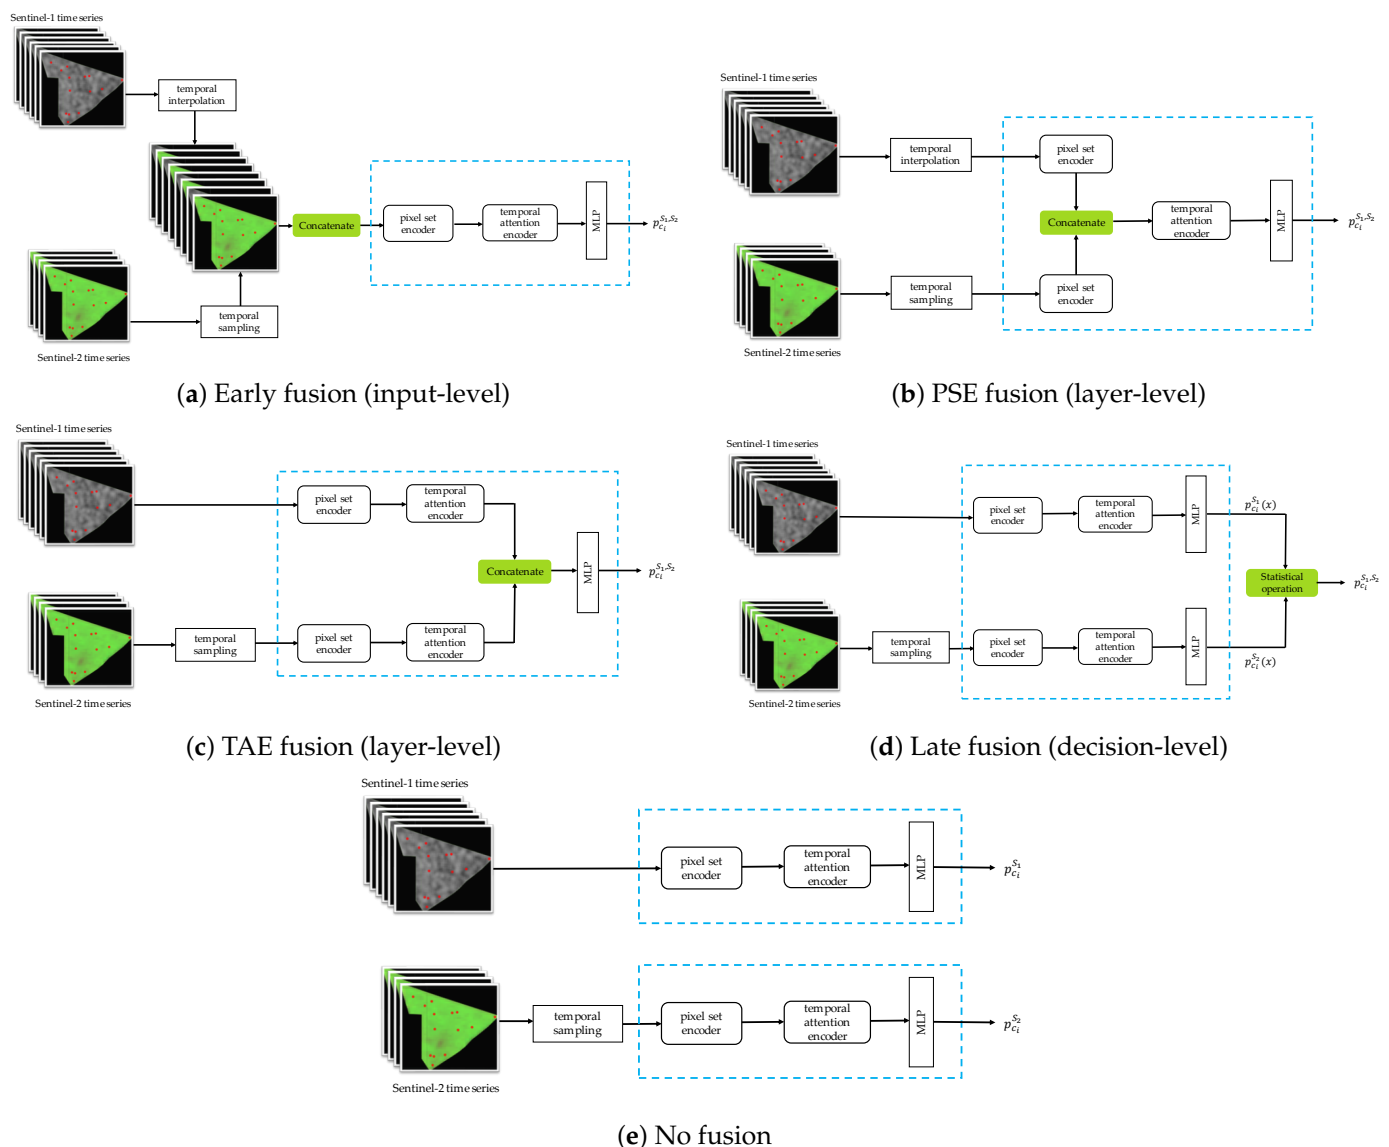 Sentinel-1 time series
temporal
interpolation
Concatenate
pixel set
encoder
temporal
attention
encoder
MLP
p_{c_i}^{S_1,S_2}
temporal
sampling
Sentinel-2 time series
(a) Early fusion (input-level)
Sentinel-1 time series
temporal
interpolation
pixel set
encoder
Concatenate
temporal
attention
encoder
MLP
p_{c_i}^{S_1,S_2}
temporal
sampling
pixel set
encoder
Sentinel-2 time series
(b) PSE fusion (layer-level)
Sentinel-1 time series
pixel set
encoder
temporal
attention
encoder
Concatenate
MLP
p_{c_i}^{S_1,S_2}
temporal
sampling
pixel set
encoder
temporal
attention
encoder
Sentinel-2 time series
(c) TAE fusion (layer-level)
Sentinel-1 time series
pixel set
encoder
temporal
attention
encoder
MLP
p_{c_i}^{S_1}(x)
Statistical
operation
p_{c_i}^{S_1,S_2}
temporal
sampling
pixel set
encoder
temporal
attention
encoder
MLP
p_{c_i}^{S_2}(x)
Sentinel-2 time series
(d) Late fusion (decision-level)
Sentinel-1 time series
pixel set
encoder
temporal
attention
encoder
MLP
p_{c_i}^{S_1}
temporal
sampling
pixel set
encoder
temporal
attention
encoder
MLP
p_{c_i}^{S_2}
Sentinel-2 time series
(e) No fusion